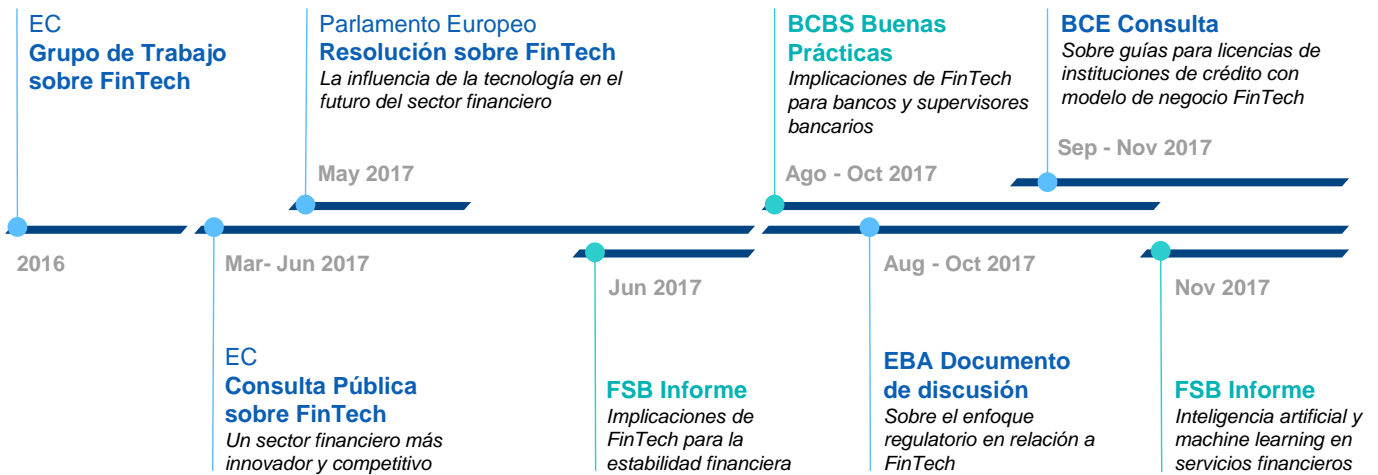 EC
Grupo de Trabajo
sobre FinTech
Parlamento Europeo
Resolución sobre FinTech
La influencia de la tecnología en el
futuro del sector financiero
BCBS Buenas
Prácticas
Implicaciones de FinTech
para bancos y supervisores
bancarios
BCE Consulta
Sobre guías para licencias de
instituciones de crédito con
modelo de negocio FinTech
May 2017
Ago - Oct 2017
Sep - Nov 2017
2016
Mar- Jun 2017
Jun 2017
Aug - Oct 2017
Nov 2017
EC
Consulta Pública
sobre FinTech
Un sector financiero más
innovador y competitivo
FSB Informe
Implicaciones de
FinTech para la
estabilidad financiera
EBA Documento
de discusión
Sobre el enfoque
regulatorio en relación a
FinTech
FSB Informe
Inteligencia artificial y
machine learning en
servicios financieros